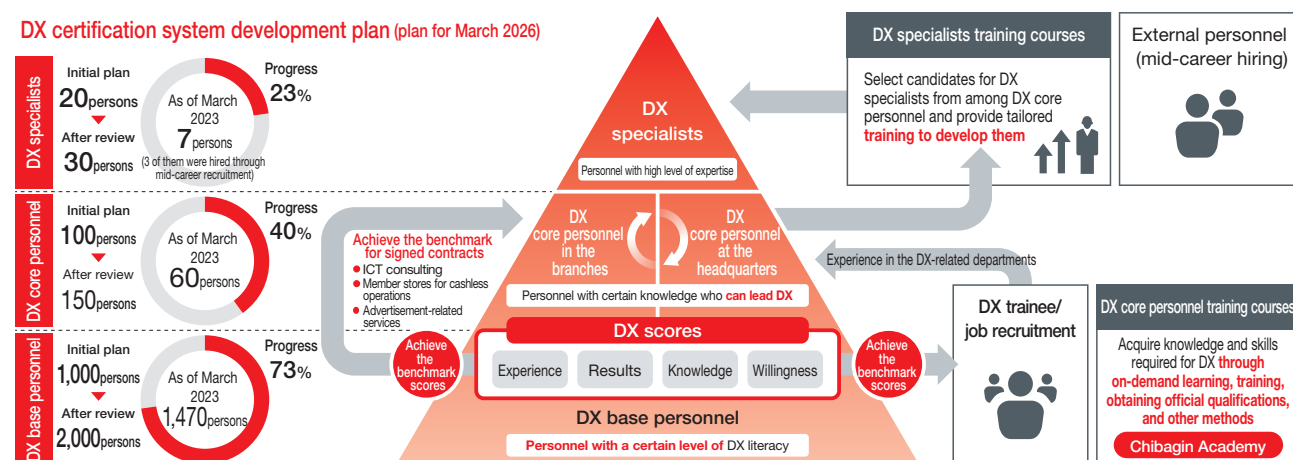 DX certification system development plan (plan for March 2026)
DX specialists
Initial plan
20persons
After review
30persons
As of March
2023
7
persons
(3 of them were hired through
mid-career recruitment)
Progress
23%
DX core personnel
Initial plan
100persons
After review
150persons
As of March
2023
60persons
Progress
40%
DX base personnel
Initial plan
1,000persons
After review
2,000persons
As of March
2023
1,470persons
Progress
73%
Achieve the benchmark
for signed contracts
● ICT consulting
● Member stores for cashless
operations
● Advertisement-related
services
DX
specialists
Personnel with high level of expertise
DX
core personnel
in the
branches
DX
core personnel
at the
headquarters
Personnel with certain knowledge who can lead DX
DX scores
Experience
Results
Knowledge
Willingness
Achieve
the
benchmark
scores
Achieve
the
benchmark
scores
DX base personnel
Personnel with a certain level of DX literacy
DX specialists training courses
Select candidates for DX
specialists from among DX core
personnel and provide tailored
training to develop them
External personnel
(mid-career hiring)
Experience in the DX-related departments
DX trainee/
job recruitment
DX core personnel training courses
Acquire knowledge and skills
required for DX through
on-demand learning, training,
obtaining official qualifications,
and other methods
Chibagin Academy